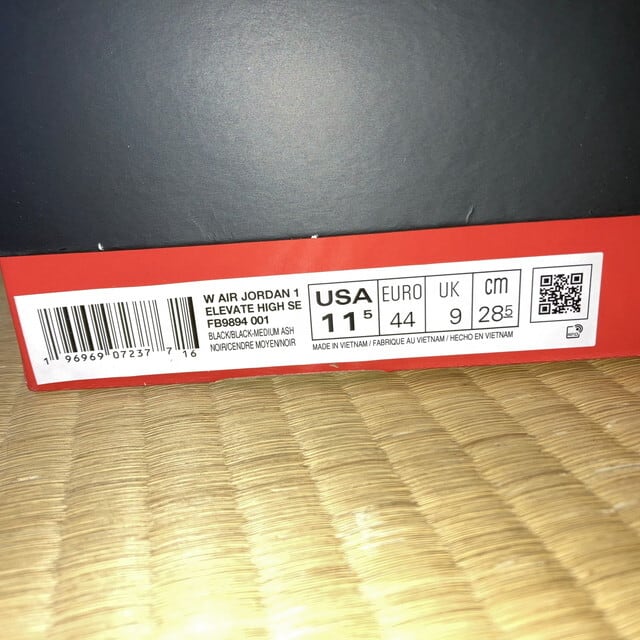 W AIR JORDAN 1
ELEVATE HIGH SE
FB9894 001
BLACK/BLACK-MEDIUM ASH
NOIR/CENDRE MOYEN/NOIR
1 96969 07237 7 16
USA
11 5
EURO
44
UK
9
cm
28 5
MADE IN VIETNAM / FABRIQUE AU VIETNAM / HECHO EN VIETNAM